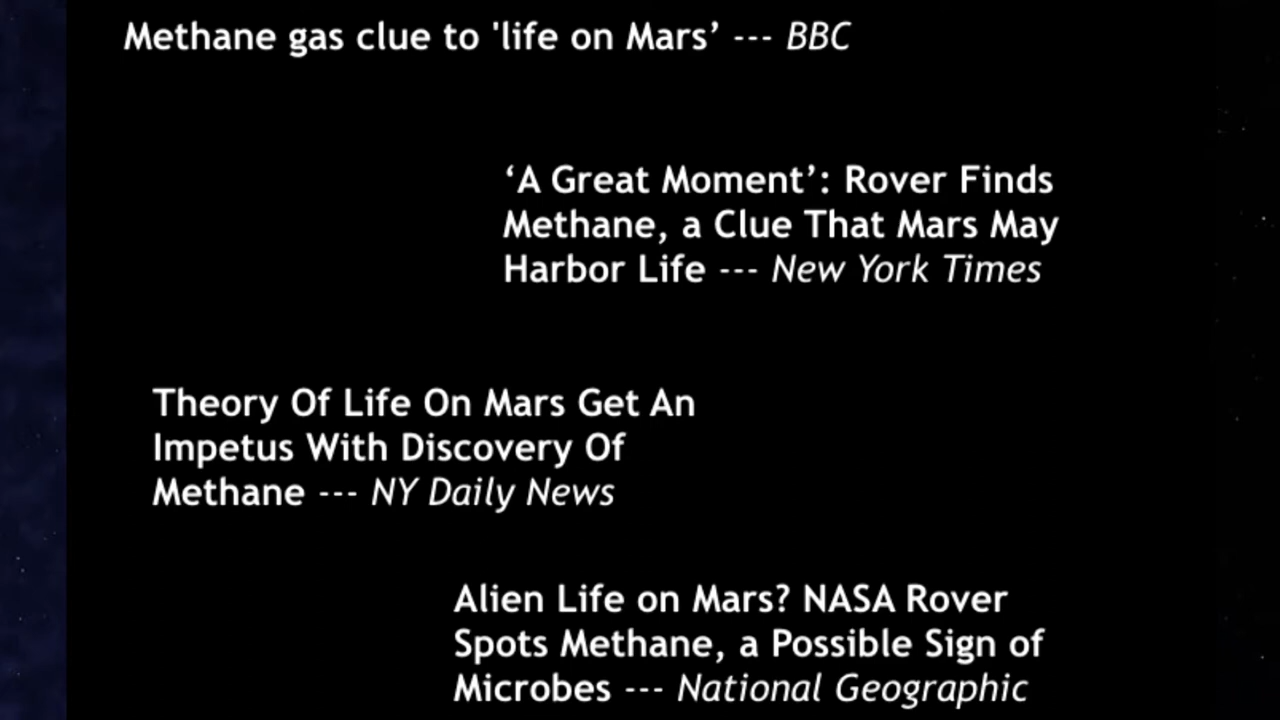 Methane gas clue to 'life on Mars’ --- BBC
‘A Great Moment’: Rover Finds
Methane, a Clue That Mars May
Harbor Life --- New York Times
Theory Of Life On Mars Get An
Impetus With Discovery Of
Methane --- NY Daily News
Alien Life on Mars? NASA Rover
Spots Methane, a Possible Sign of
Microbes --- National Geographic